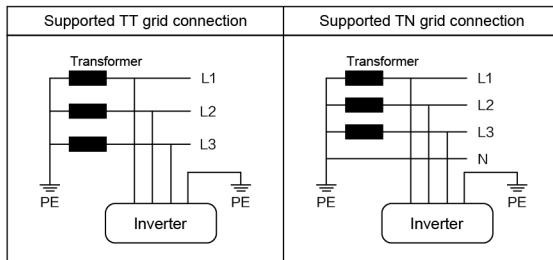 Supported TT grid connection
Transformer
L1
L2
L3
PE
PE
Inverter
Supported TN grid connection
Transformer
L1
L2
L3
N
PE
PE
Inverter